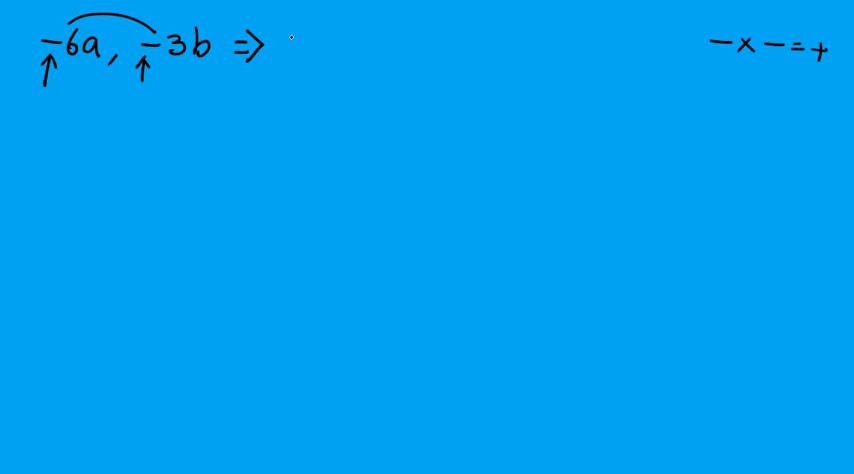 -6a, -3b ⇒
- x - = +